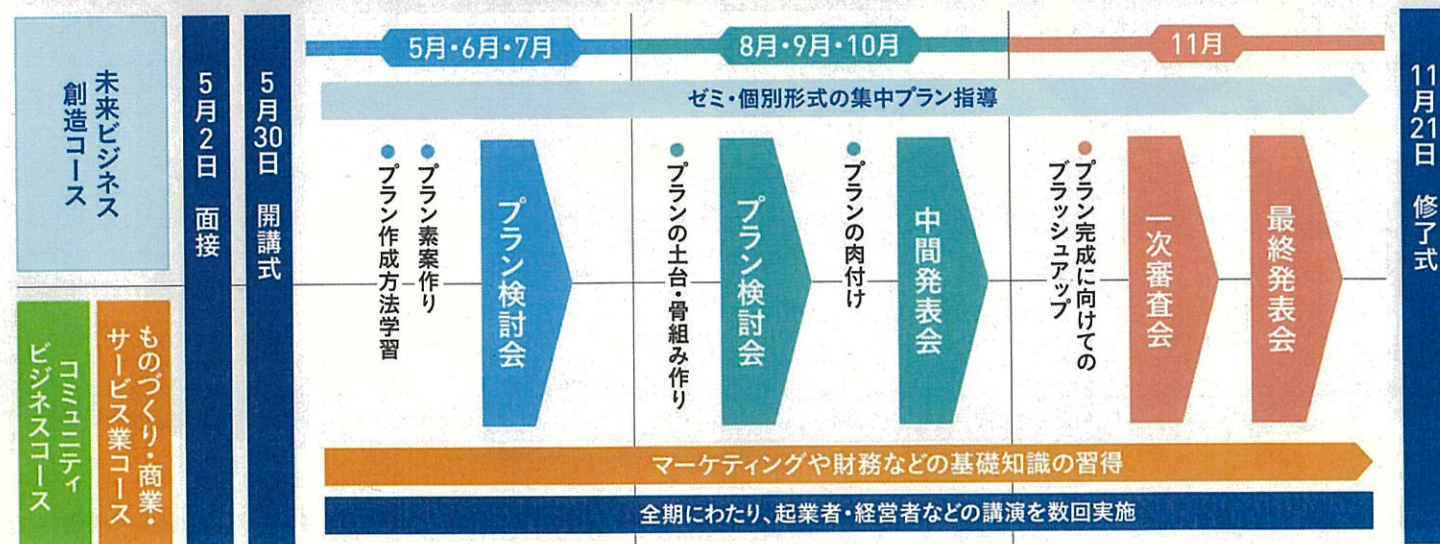 未来ビジネス
創造コース
コミュニティ
ビジネスコース
ものづくり・商業・
サービス業コース
5月2日 面接
5月30日 開講式
5月・6月・7月
8月・9月・10月
11月
ゼミ・個別形式の集中プラン指導
プラン作成方法学習
プラン素案作り
プラン検討会
プランの土台・骨組み作り
プラン検討会
プランの肉付け
中間発表会
プラン完成に向けての
ブラッシュアップ
一次審査会
最終発表会
マーケティングや財務などの基礎知識の習得
全期にわたり、起業者・経営者などの講演を数回実施
11月21日 修了式